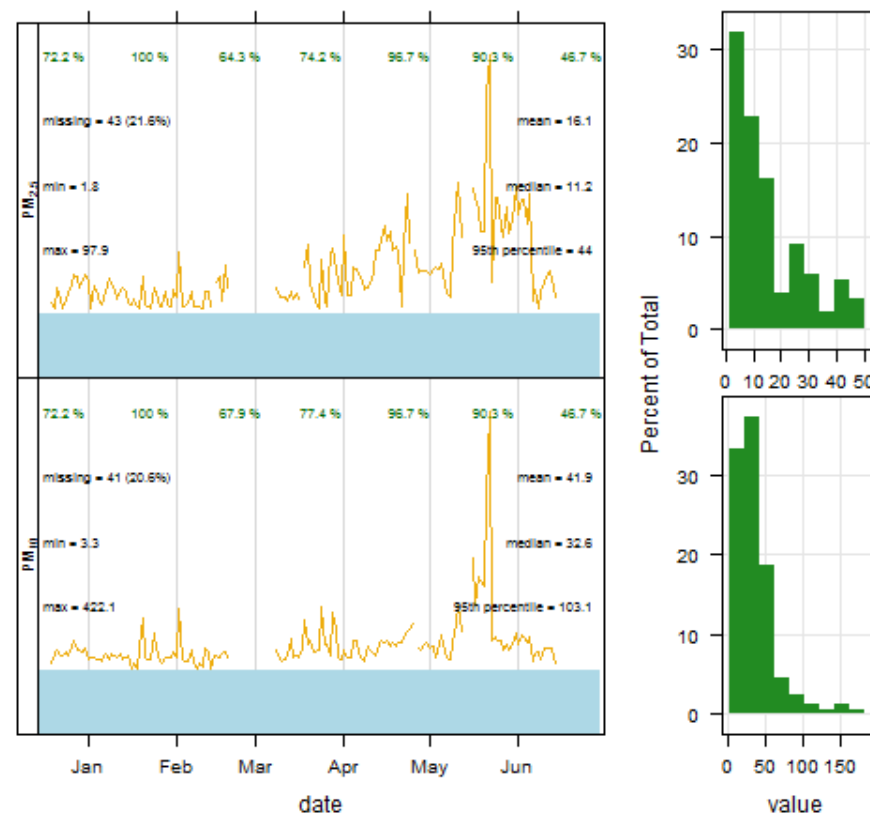 72.2 % 100 % 64.3 % 74.2 % 96.7 % 90.3 % 46.7 %
missing = 43 (21.6%) mean = 16.1
min = 1.8 median = 11.2
max = 97.9 95th percentile = 44
PM2.5
72.2 % 100 % 67.9 % 77.4 % 96.7 % 90.3 % 46.7 %
missing = 41 (20.6%) mean = 41.9
min = 3.3 median = 32.6
max = 422.1 95th percentile = 103.1
PM10
Jan Feb Mar Apr May Jun
date
Percent of Total
30
20
10
0
0 10 20 30 40 50
30
20
10
0
0 50 100 150
value